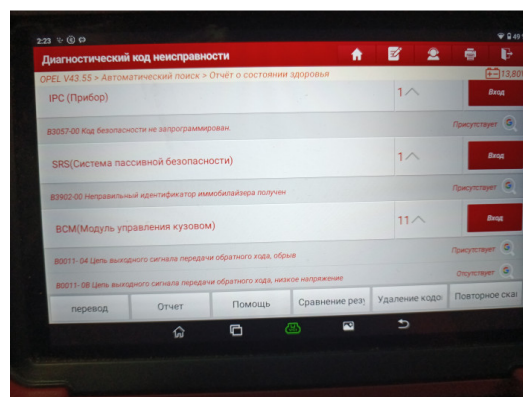 2:23
49
Диагностический код неисправности
OPEL V43.55 > Автоматический поиск > Отчёт о состоянии здоровья
13,80
IPC (Прибор)
1
Вход
B3057-00 Код безопасности не запрограммирован.
Присутствует
SRS(Система пассивной безопасности)
1
Вход
B3902-00 Неправильный идентификатор иммобилайзера получен
Присутствует
BCM(Модуль управления кузовом)
11
Вход
B0011-04 Цепь выходного сигнала передачи обратного хода, обрыв
Присутствует
B0011-08 Цепь выходного сигнала передачи обратного хода, низкое напряжение
Отсутствует
перевод
Отчет
Помощь
Сравнение рез
Удаление кодо
Повторное ска